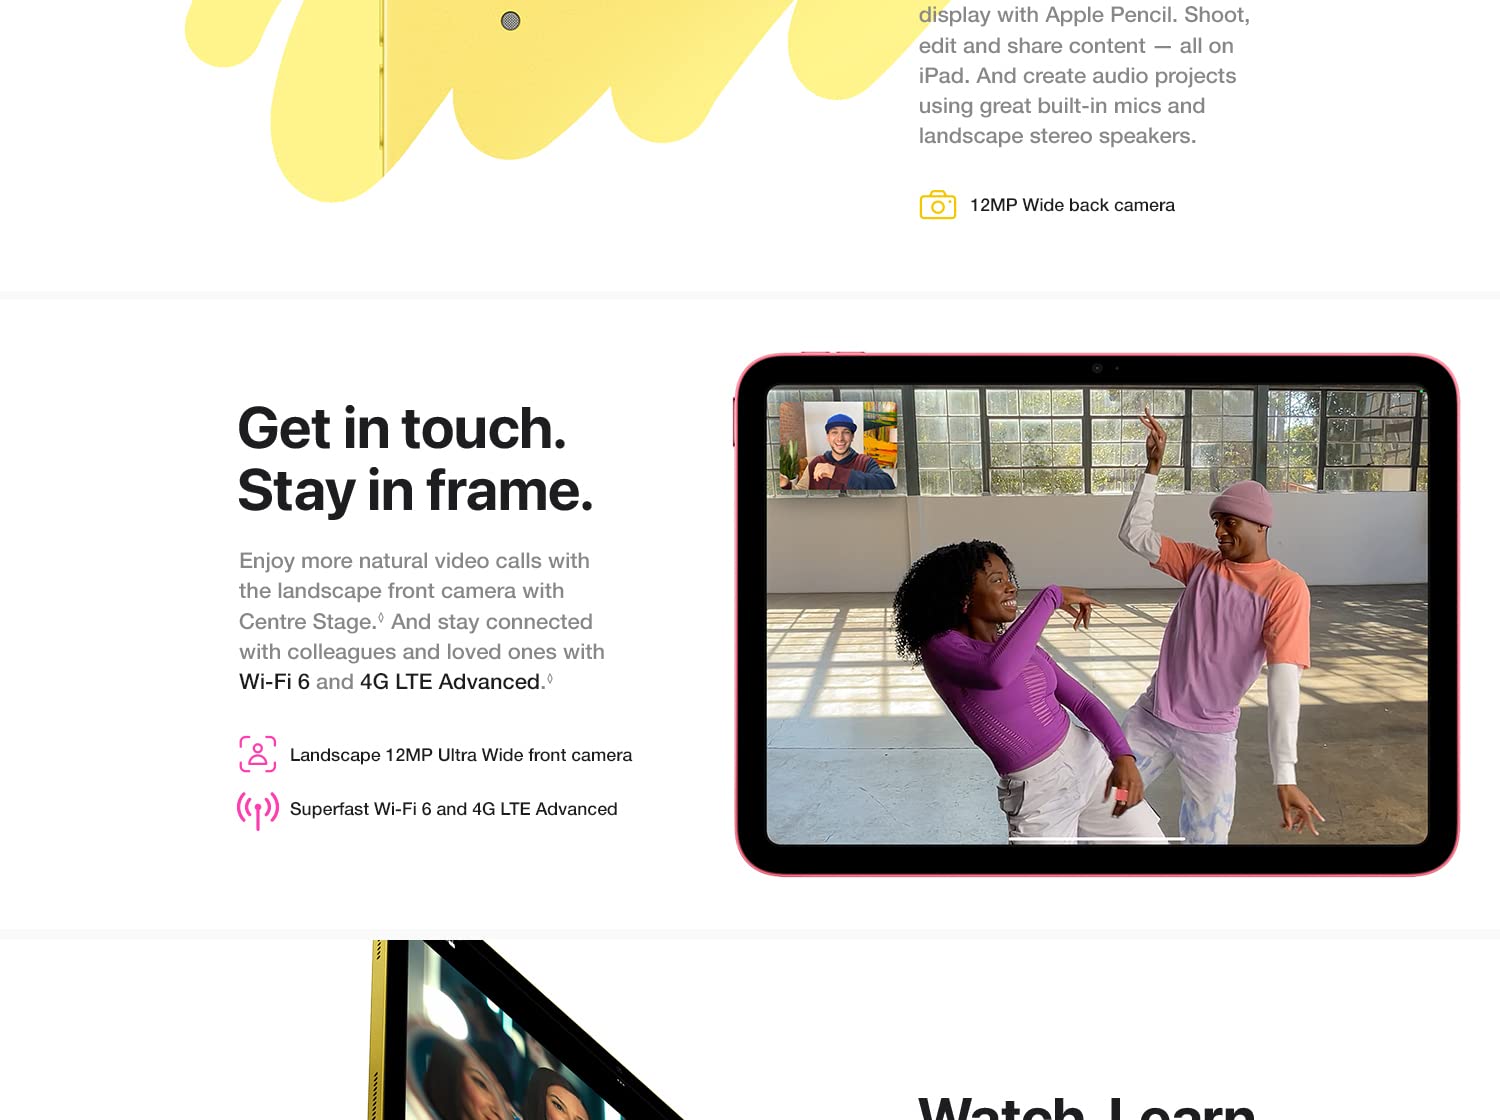 display with Apple Pencil. Shoot,
edit and share content — all on
iPad. And create audio projects
using great built-in mics and
landscape stereo speakers.
12MP Wide back camera
Get in touch.
Stay in frame.
Enjoy more natural video calls with
the landscape front camera with
Centre Stage.◊ And stay connected
with colleagues and loved ones with
Wi-Fi 6 and 4G LTE Advanced.◊
Landscape 12MP Ultra Wide front camera
Superfast Wi-Fi 6 and 4G LTE Advanced
Watch. Learn.